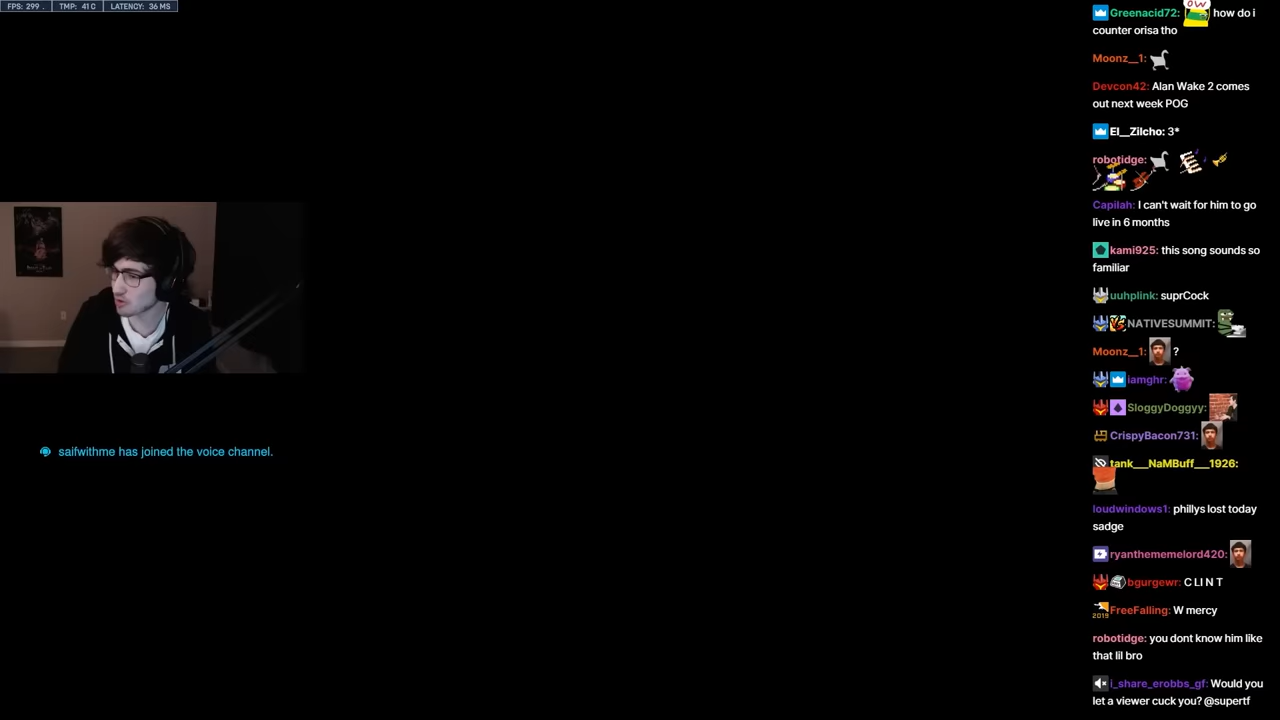 FPS: 299 .
TMP: 41 C
LATENCY: 36 MS
Greenacid72: how do i
counter orisa tho
Moonz__1:
Devcon42: Alan Wake 2 comes
out next week POG
El__Zilcho: 3*
robotidge:
Capilah: I can't wait for him to go
live in 6 months
kami925: this song sounds so
familiar
uuhplink: suprCock
NATIVESUMMIT:
Moonz__1: ?
iamghr:
SloggyDoggyy:
CrispyBacon731:
tank___NaMBuff___1926:
loudwindows1: phillys lost today
sadge
ryanthememelord420:
bgurgewr: C LI N T
FreeFalling: W mercy
robotidge: you dont know him like
that lil bro
i_share_erobbs_gf: Would you
let a viewer cuck you? @supertf
saifwithme has joined the voice channel.